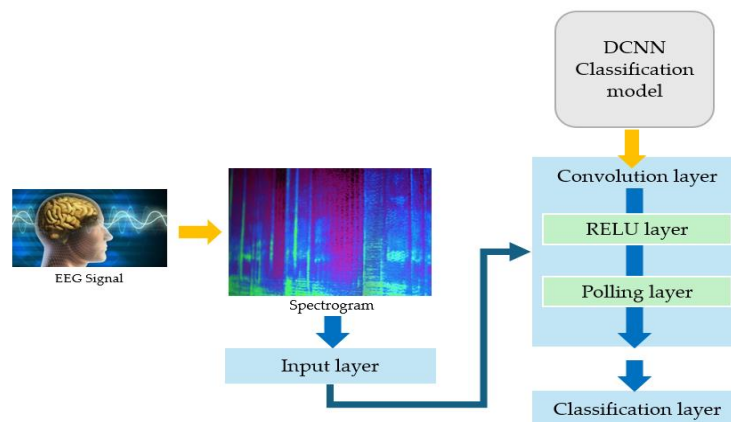 DCNN
Classification
model
Convolution layer
RELU layer
Polling layer
EEG Signal
Spectrogram
Input layer
Classification layer